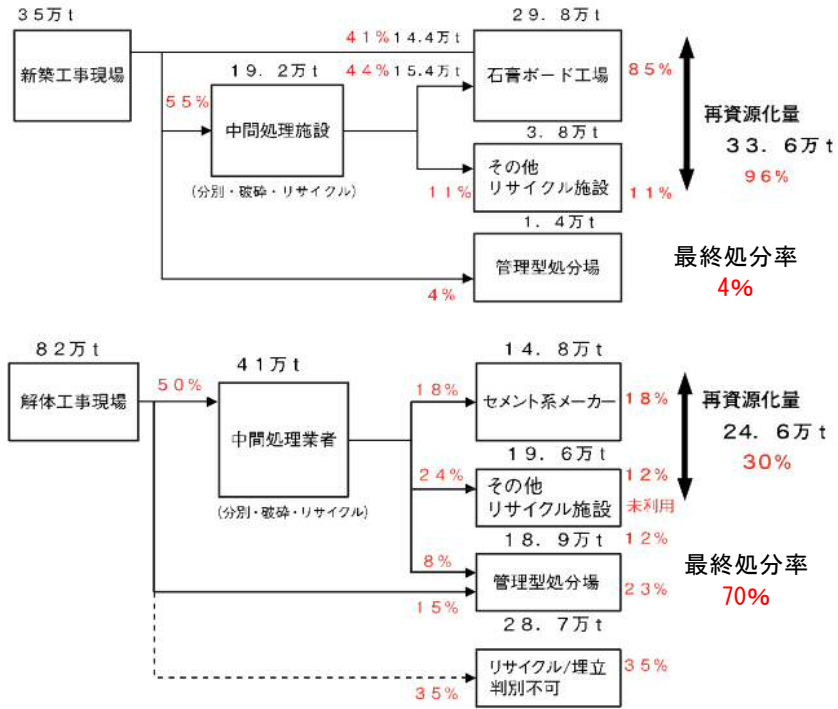 35万t
新築工事現場
41% 14.4万t
29.8万t
石膏ボード工場
85%
19.2万t
44% 15.4万t
55%
中間処理施設
(分別・破砕・リサイクル)
3.8万t
その他
リサイクル施設
11%
11%
再資源化量
33.6万t
96%
1.4万t
管理型処分場
4%
最終処分率
4%
82万t
解体工事現場
50%
41万t
中間処理業者
(分別・破砕・リサイクル)
14.8万t
18%
セメント系メーカー
18%
再資源化量
24.6万t
30%
19.6万t
24%
その他
リサイクル施設
12%
未利用
12%
18.9万t
8%
管理型処分場
23%
15%
最終処分率
70%
28.7万t
リサイクル/埋立
判別不可
35%
35%